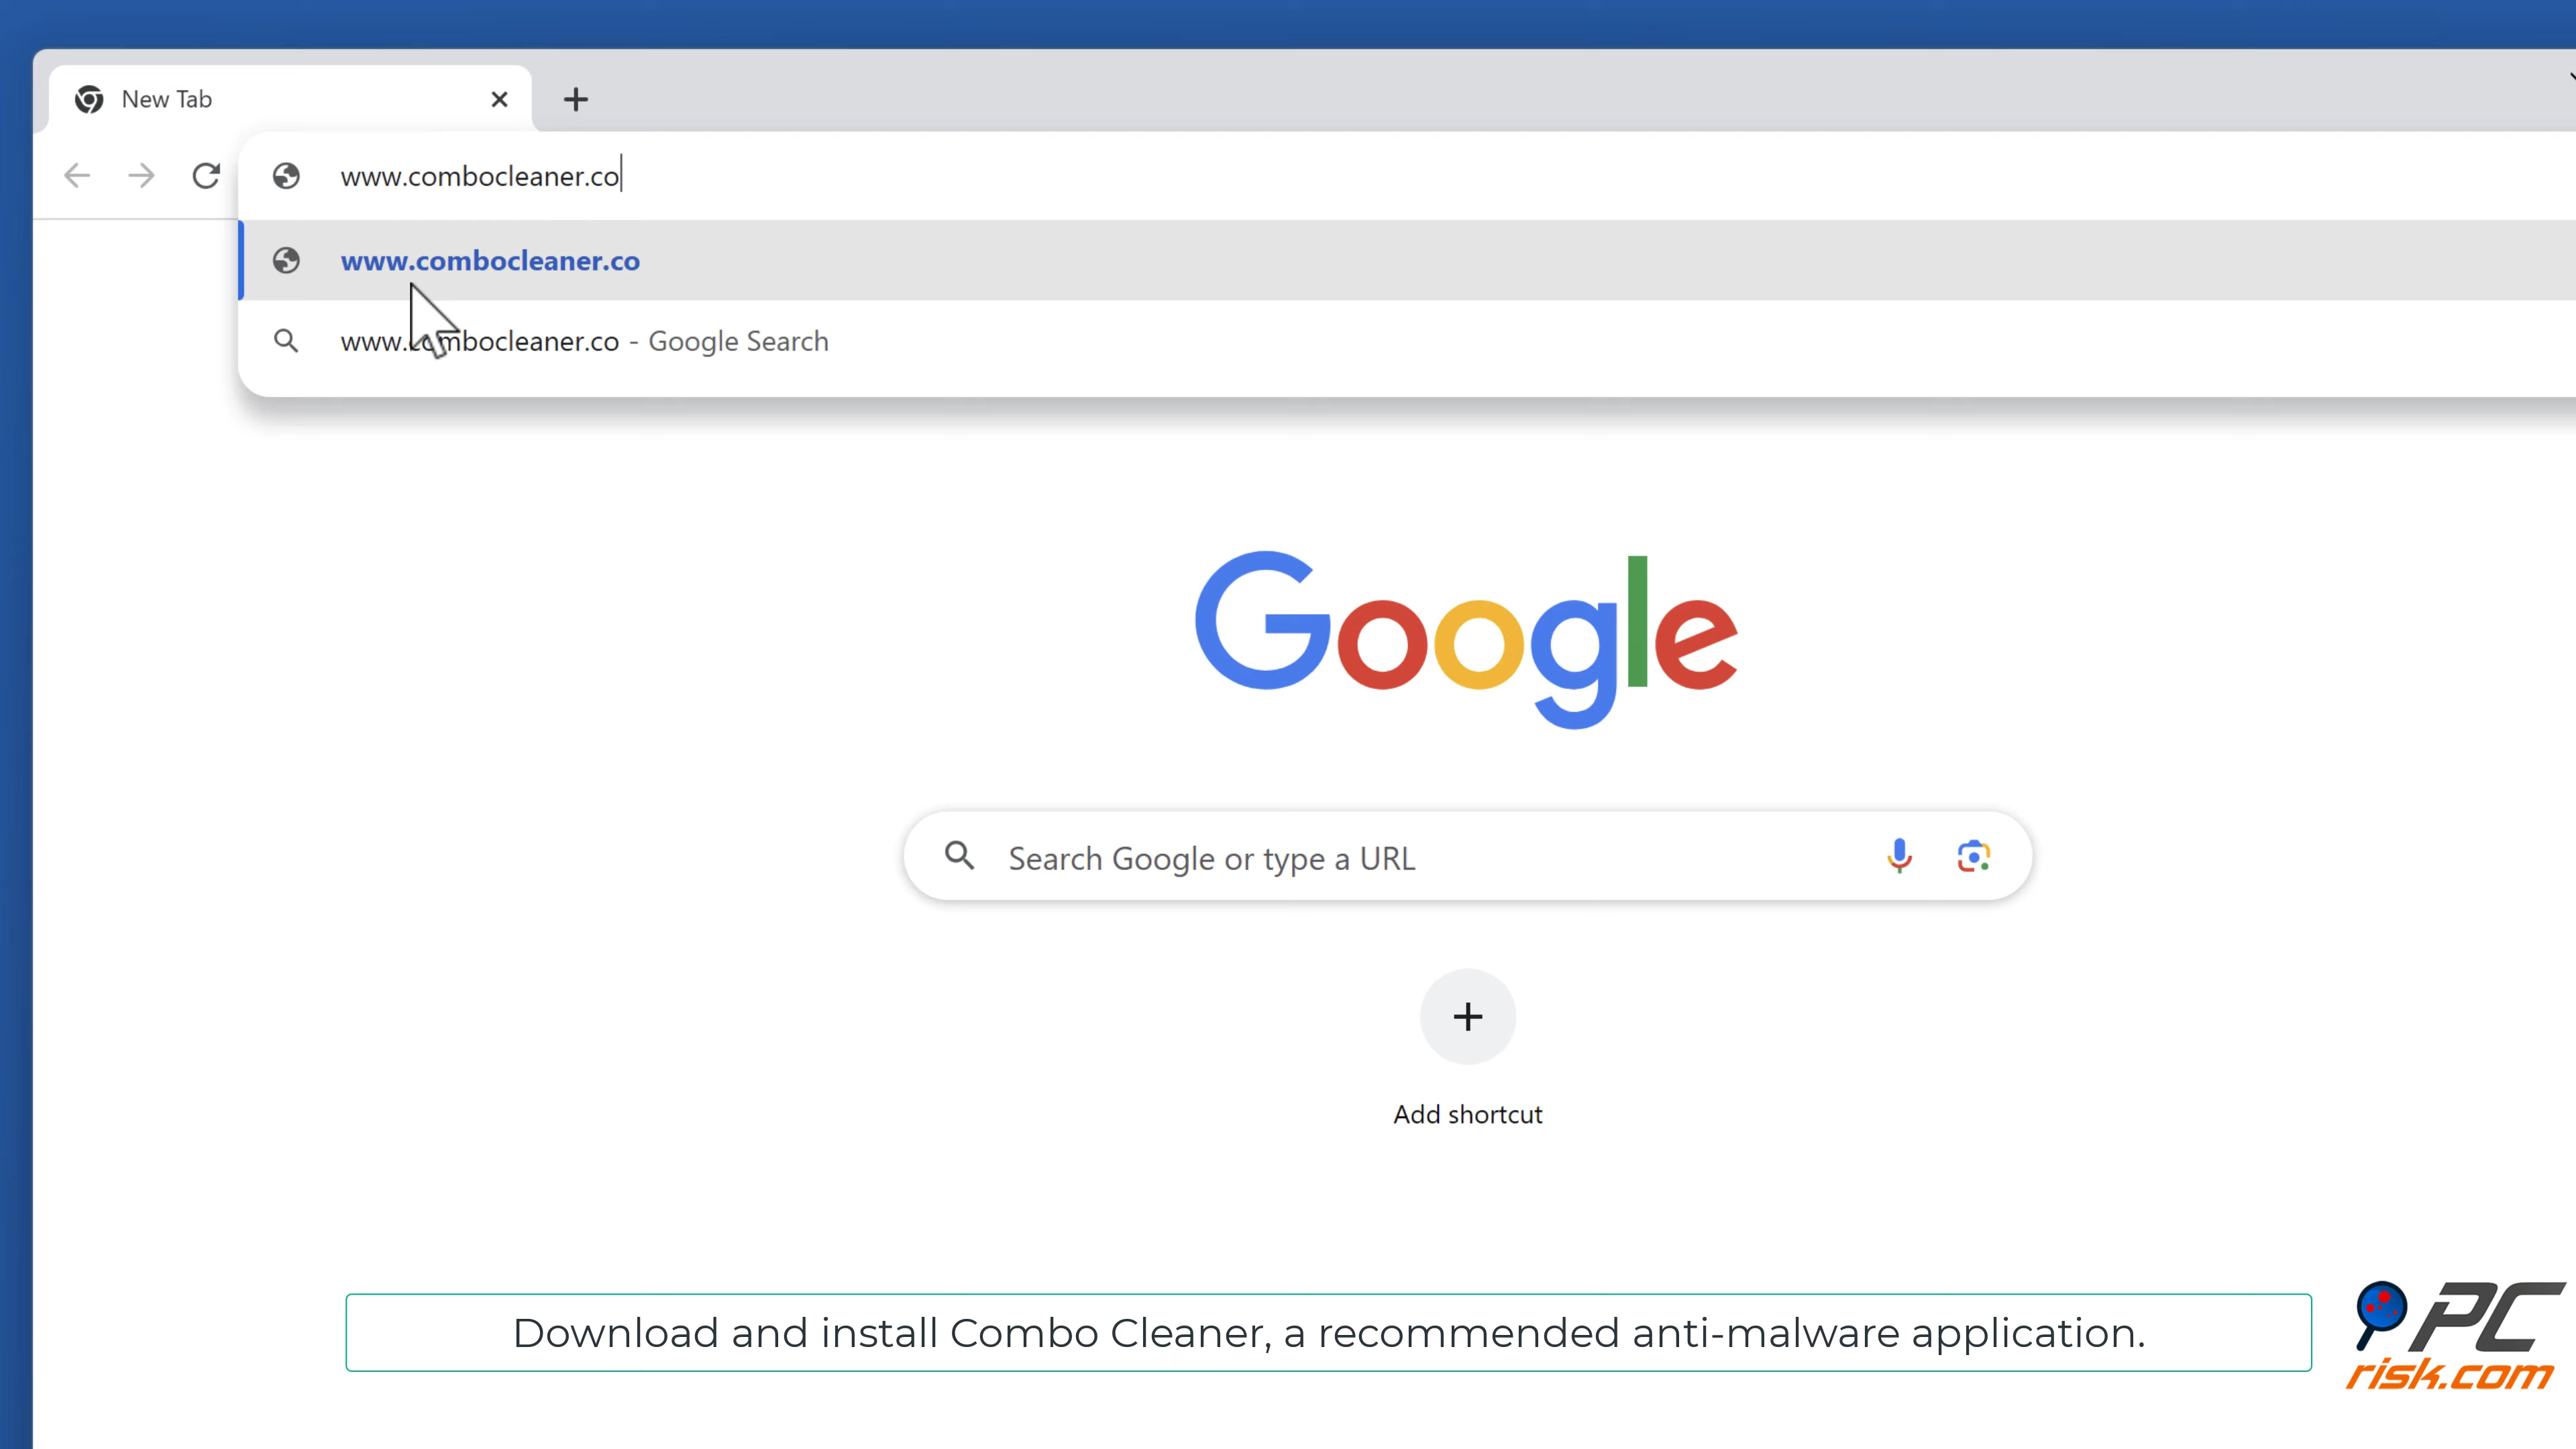 New Tab
www.combocleaner.co
www.combocleaner.co
www.combocleaner.co - Google Search
Google
Search Google or type a URL
Add shortcut
Download and install Combo Cleaner, a recommended anti-malware application.
PC
risk.com